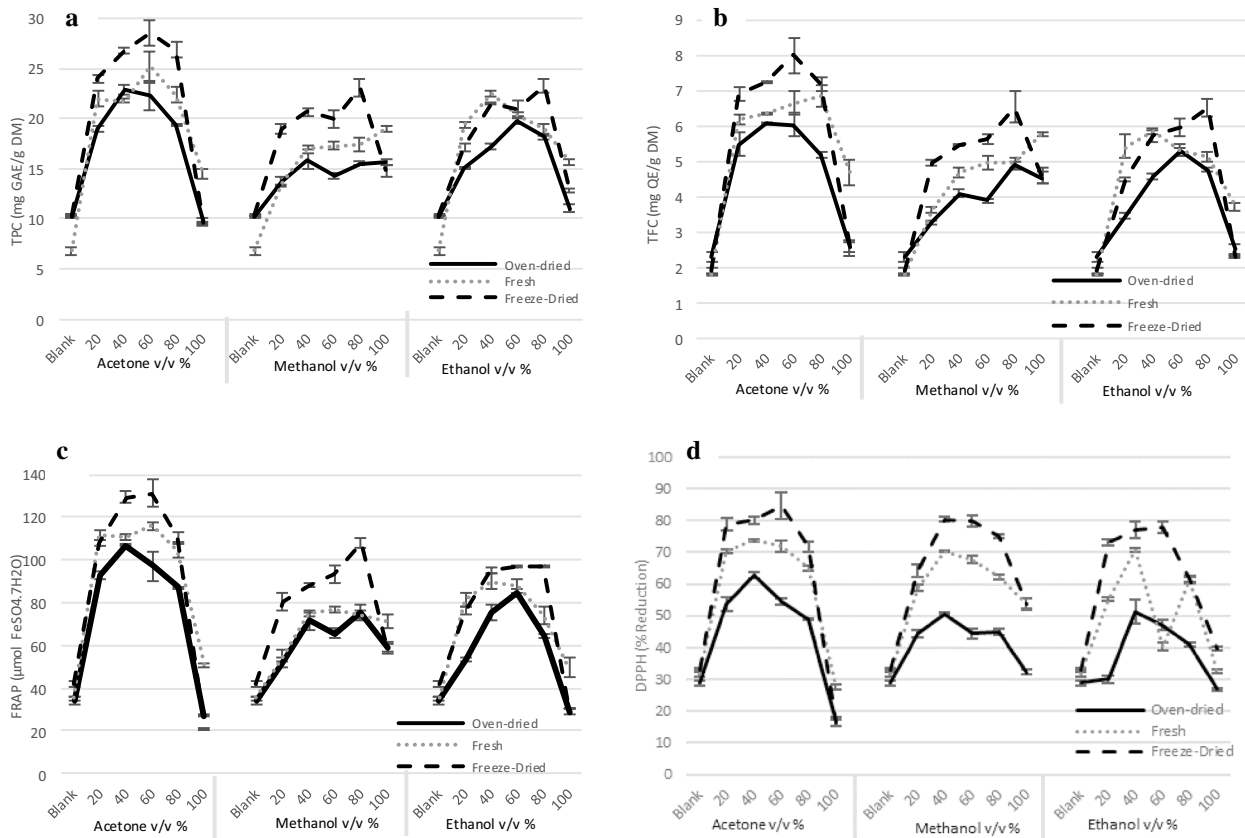 a
TPC (mg GAE/g DM)
30
25
20
15
10
5
0
Oven-dried
Fresh
Freeze-Dried
Blank 20 40 60 80 100 Blank 20 40 60 80 100 Blank 20 40 60 80 100
Acetone v/v % Methanol v/v % Ethanol v/v %
b
TFC (mg QE/g DM)
9
8
7
6
5
4
3
2
1
0
Oven-dried
Fresh
Freeze-Dried
Blank 20 40 60 80 100 Blank 20 40 60 80 100 Blank 20 40 60 80 100
Acetone v/v % Methanol v/v % Ethanol v/v %
c
FRAP (µmol FeSO4.7H2O)
140
120
100
80
60
40
20
0
Oven-dried
Fresh
Freeze-Dried
Blank 20 40 60 80 100 Blank 20 40 60 80 100 Blank 20 40 60 80 100
Acetone v/v % Methanol v/v % Ethanol v/v %
d
DPPH (%Reduction)
100
90
80
70
60
50
40
30
20
10
0
Oven-dried
Fresh
Freeze-Dried
Blank 20 40 60 80 100 Blank 20 40 60 80 100 Blank 20 40 60 80 100
Acetone v/v % Methanol v/v % Ethanol v/v %